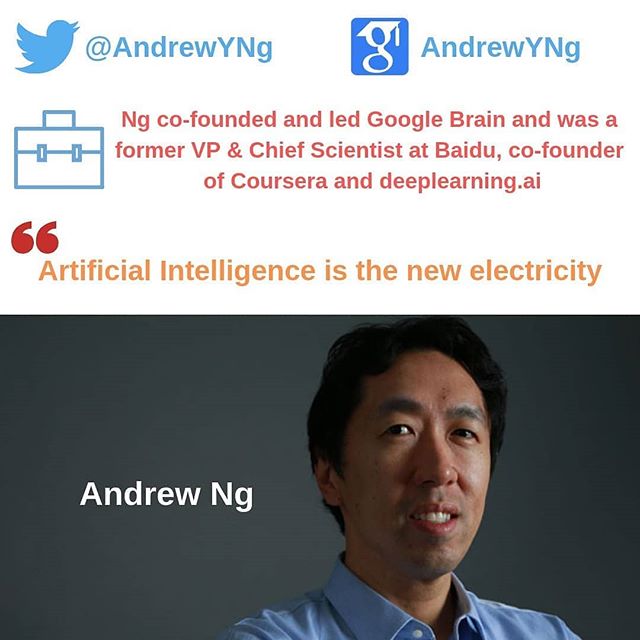 @AndrewYNg
AndrewYNg
Ng co-founded and led Google Brain and was a
former VP & Chief Scientist at Baidu, co-founder
of Coursera and deeplearning.ai
“
Artificial Intelligence is the new electricity
Andrew Ng